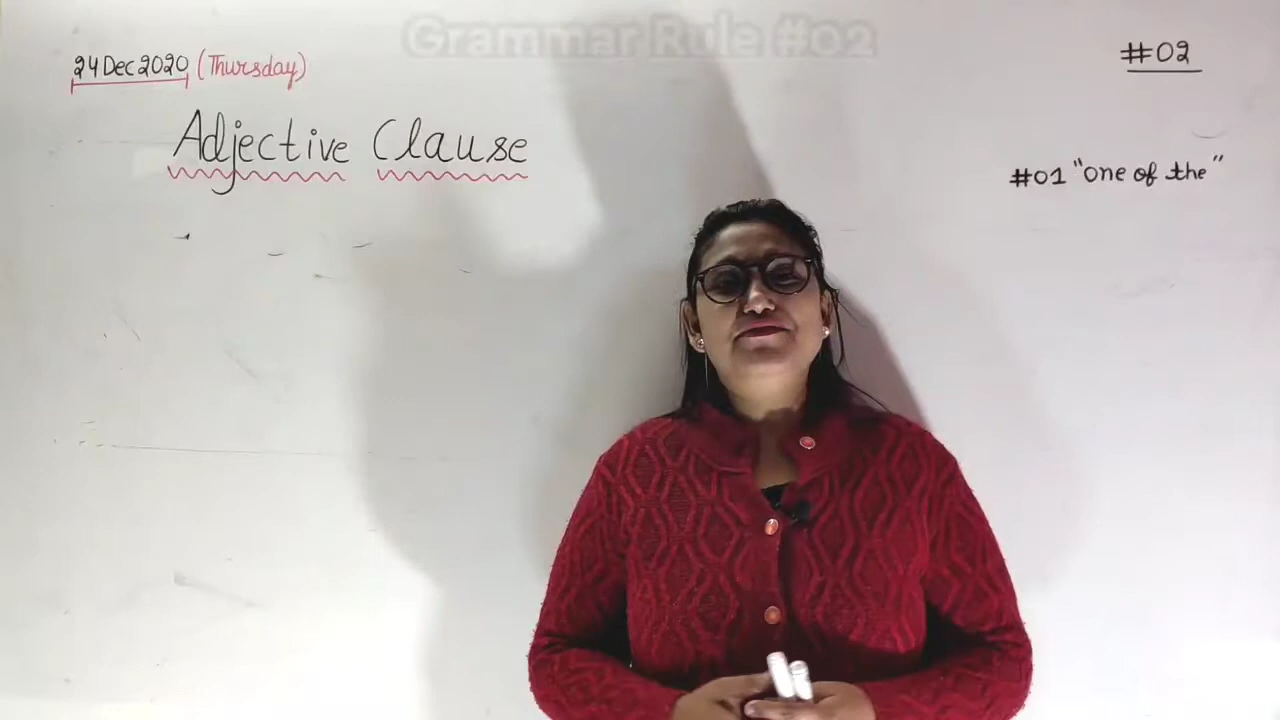 Grammar Rule #02
24 Dec 2020 (Thursday)
#02
Adjective Clause
#01 "One of the"